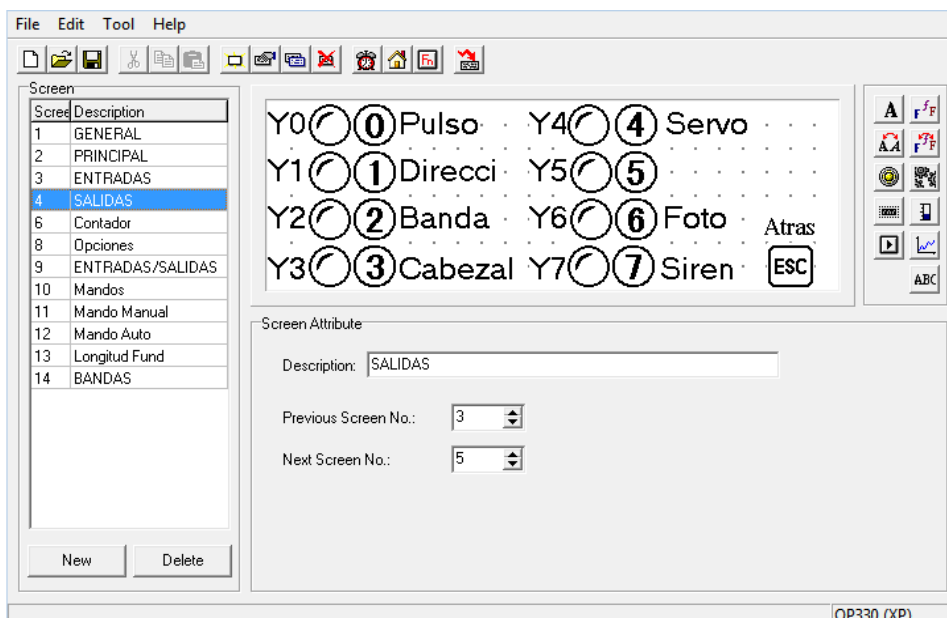 File Edit Tool Help
Screen
Scree Description
1 GENERAL
2 PRINCIPAL
3 ENTRADAS
4 SALIDAS
6 Contador
8 Opciones
9 ENTRADAS/SALIDAS
10 Mandos
11 Mando Manual
12 Mando Auto
13 Longitud Fund
14 BANDAS
New Delete
Y0 0 Pulso Y4 4 Servo
Y1 1 Direcci Y5 5
Y2 2 Banda Y6 6 Foto
Atras
Y3 3 Cabezal Y7 7 Siren ESC
Screen Attribute
Description: SALIDAS
Previous Screen No.: 3
Next Screen No.: 5
A F f F
A A F F
ABC
OP330 (XP)